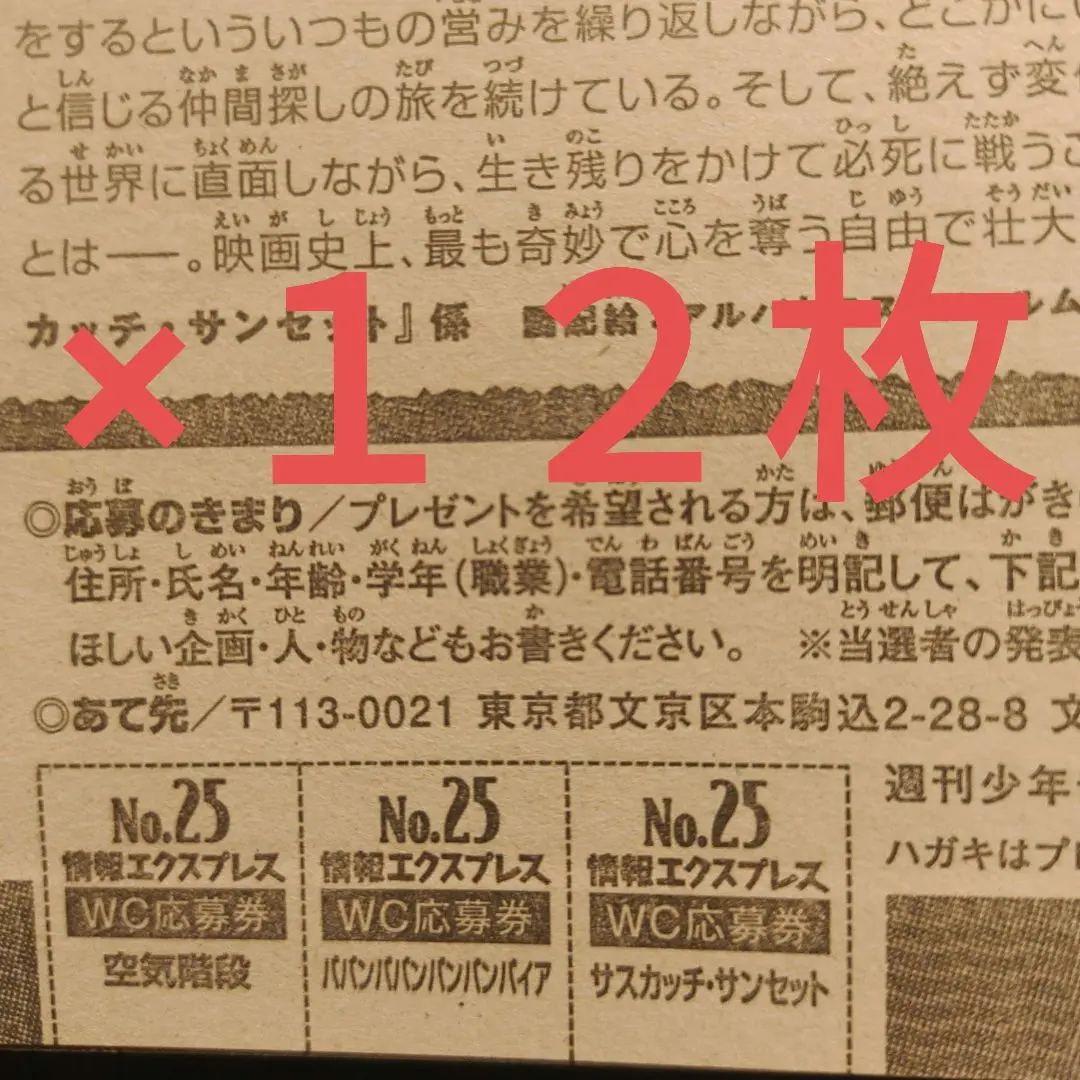 をするといういつもの営みを繰り返しながら、どこかに
と信じる仲間探しの旅を続けている。そして、絶えず変
る世界に直面しながら、生き残りをかけて必死に戦うこ
とは――。映画史上、最も奇妙で心を奪う自由で壮大
カッチ・サンセット』係
×12枚
◎応募のきまり／プレゼントを希望される方は、郵便はがき
住所・氏名・年齢・学年(職業)・電話番号を明記して、下記
ほしい企画・人・物などもお書きください。　※当選者の発表
◎あて先／〒113-0021 東京都文京区本駒込2-28-8 文
週刊少年
ハガキはプ
No.25
情報エクスプレス
WC応募券
空気階段
No.25
情報エクスプレス
WC応募券
ババンババンバンバンパイア
No.25
情報エクスプレス
WC応募券
サスカッチ・サンセット